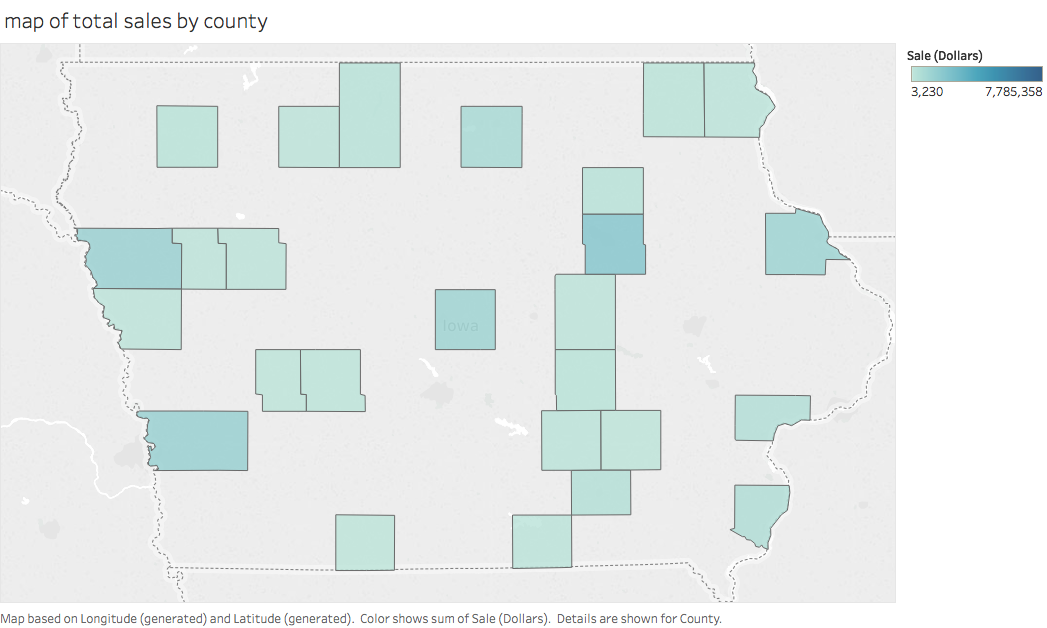 map of total sales by county
Sale (Dollars)
3,230 7,785,358
Iowa
Map based on Longitude (generated) and Latitude (generated). Color shows sum of Sale (Dollars). Details are shown for County.